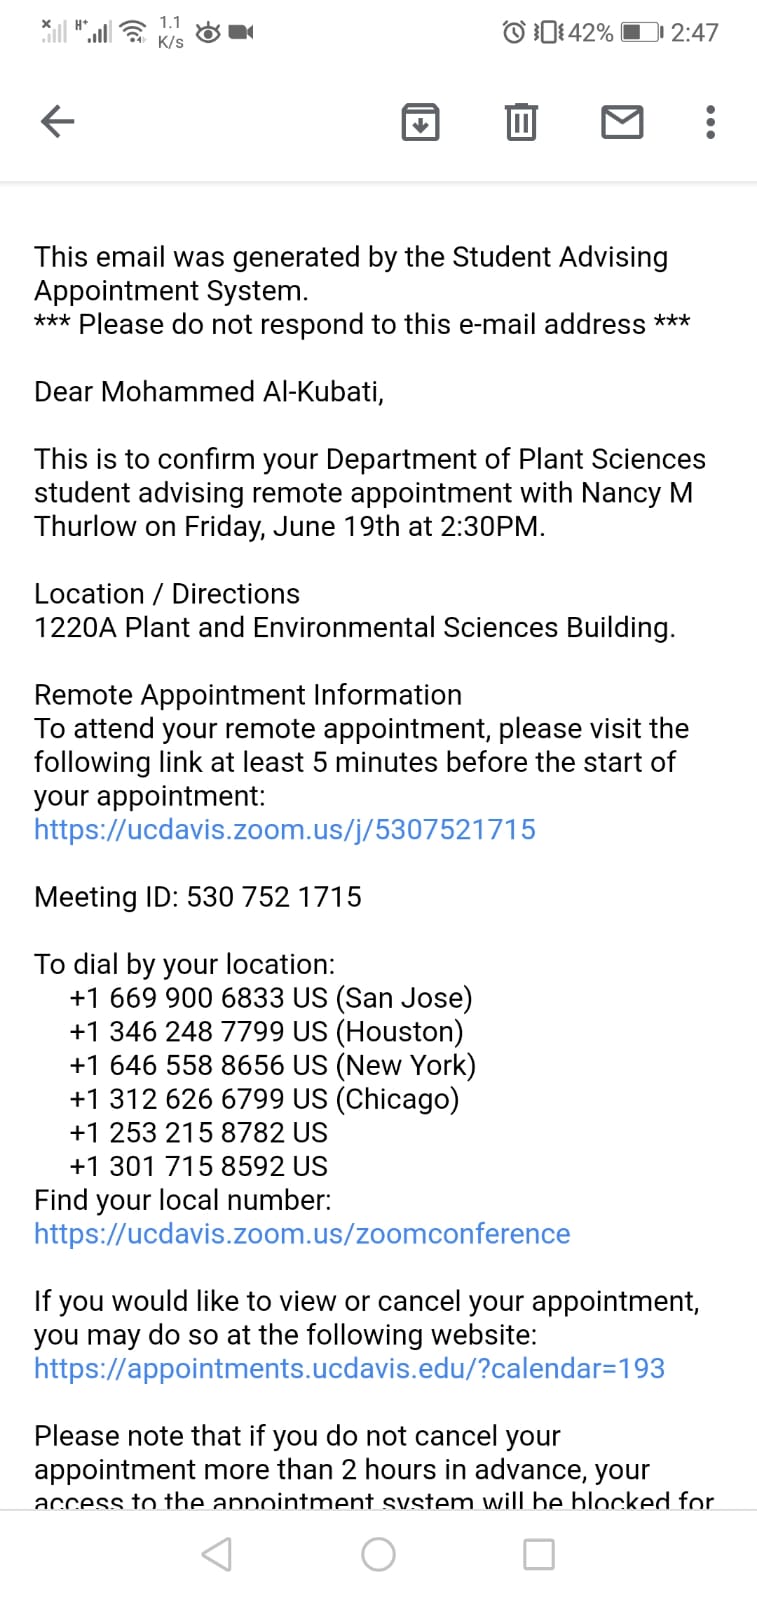 H+ 1.1 K/s 42% 2:47
This email was generated by the Student Advising
Appointment System.
*** Please do not respond to this e-mail address ***
Dear Mohammed Al-Kubati,
This is to confirm your Department of Plant Sciences
student advising remote appointment with Nancy M
Thurlow on Friday, June 19th at 2:30PM.
Location / Directions
1220A Plant and Environmental Sciences Building.
Remote Appointment Information
To attend your remote appointment, please visit the
following link at least 5 minutes before the start of
your appointment:
https://ucdavis.zoom.us/j/5307521715
Meeting ID: 530 752 1715
To dial by your location:
+1 669 900 6833 US (San Jose)
+1 346 248 7799 US (Houston)
+1 646 558 8656 US (New York)
+1 312 626 6799 US (Chicago)
+1 253 215 8782 US
+1 301 715 8592 US
Find your local number:
https://ucdavis.zoom.us/zoomconference
If you would like to view or cancel your appointment,
you may do so at the following website:
https://appointments.ucdavis.edu/?calendar=193
Please note that if you do not cancel your
appointment more than 2 hours in advance, your
access to the appointment system will be blocked for